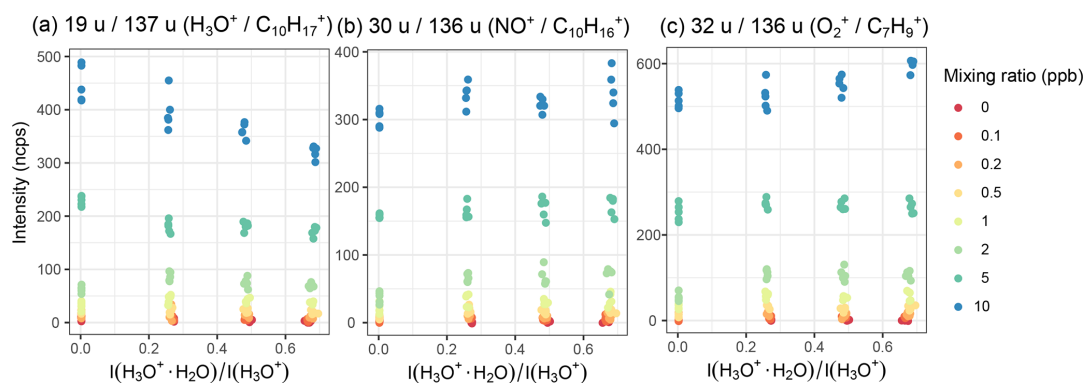 (a) 19 u / 137 u (H₃O⁺ / C₁₀H₁₇⁺)
(b) 30 u / 136 u (NO⁺ / C₁₀H₁₆⁺)
(c) 32 u / 136 u (O₂⁺ / C₇H₉⁺)
Intensity (ncps)
500
400
300
200
100
0
0.0 0.2 0.4 0.6
I(H₃O⁺·H₂O)/I(H₃O⁺)
400
300
200
100
0
0.0 0.2 0.4 0.6
I(H₃O⁺·H₂O)/I(H₃O⁺)
600
400
200
0
0.0 0.2 0.4 0.6
I(H₃O⁺·H₂O)/I(H₃O⁺)
Mixing ratio (ppb)
0
0.1
0.2
0.5
1
2
5
10